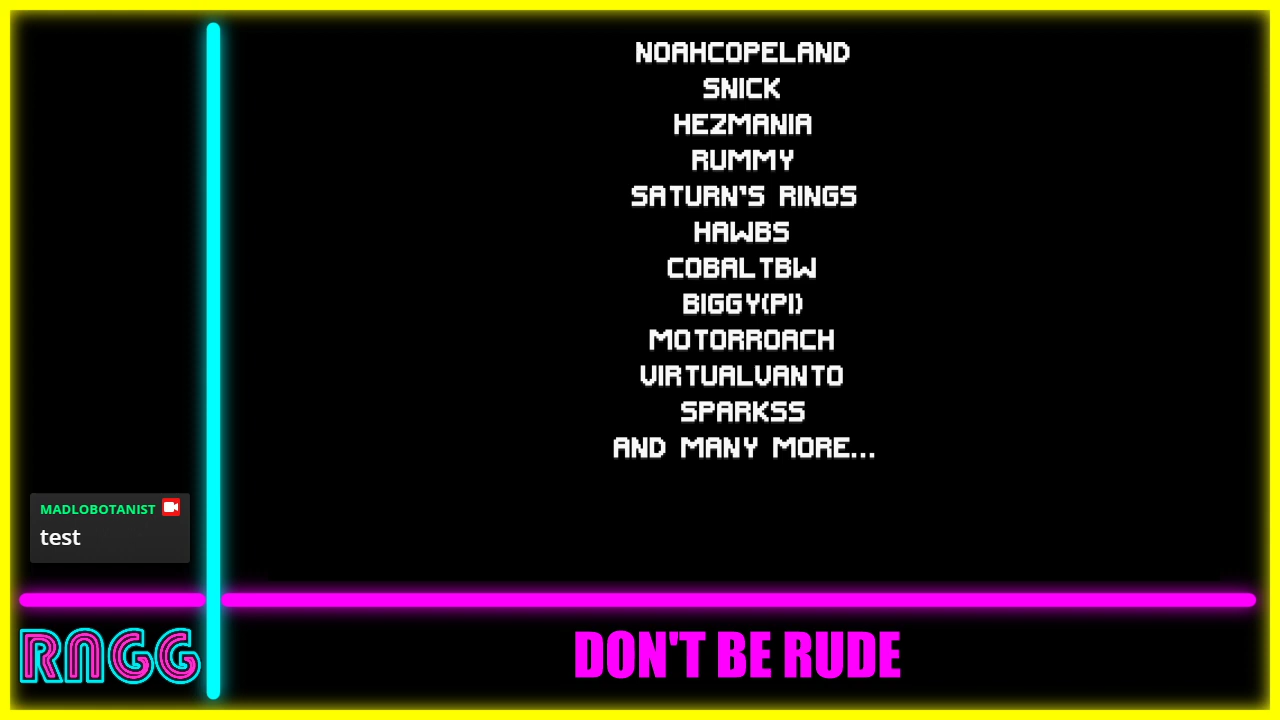 NOAHCOPELAND
SNICK
HEZMANIA
RUMMY
SATURN'S RINGS
HAWBS
COBALTBW
BIGGY(PI)
MOTORROACH
VIRTUALVANTO
SPARKSS
AND MANY MORE...
MADLOBOTANIST
test
RNGG
DON'T BE RUDE